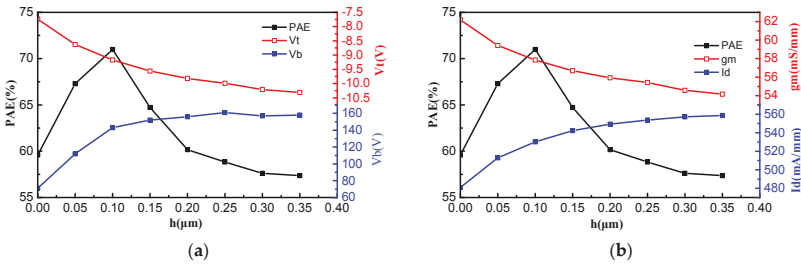 75
70
65
60
55
PAE(%)
PAE
Vt
Vb
-7.5
-8.0
-8.5
-9.0
-9.5
-10.0
-10.5
Vt(V)
160
140
120
100
80
60
Vb(V)
0.00 0.05 0.10 0.15 0.20 0.25 0.30 0.35 0.40
h(μm)
(a)
75
70
65
60
55
PAE(%)
PAE
gm
Id
62
60
58
56
54
gm(mS/mm)
560
540
520
500
480
Id(mA/mm)
0.00 0.05 0.10 0.15 0.20 0.25 0.30 0.35 0.40
h(μm)
(b)